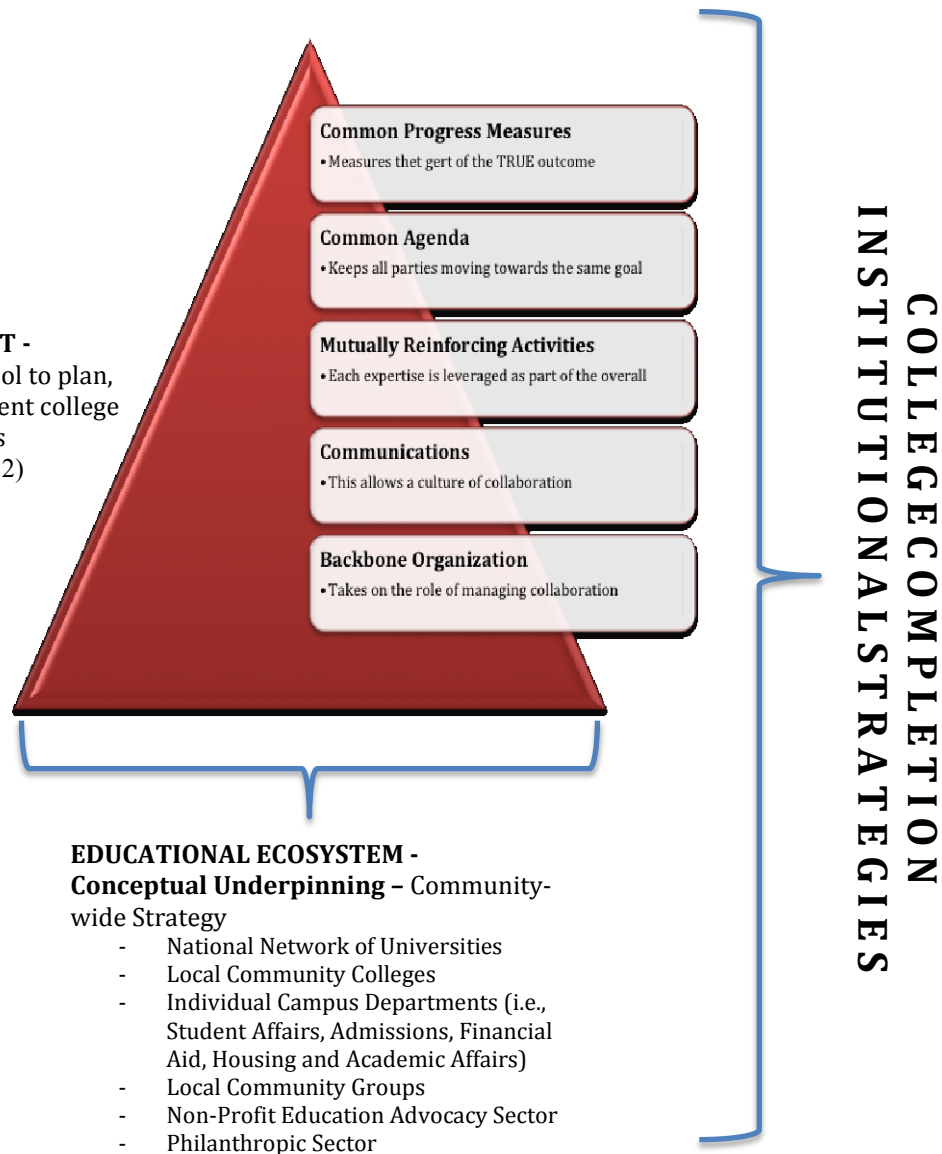 Common Progress Measures
•Measures thet gert of the TRUE outcome
Common Agenda
•Keeps all parties moving towards the same goal
Mutually Reinforcing Activities
•Each expertise is leveraged as part of the overall
Communications
•This allows a culture of collaboration
Backbone Organization
•Takes on the role of managing collaboration
T -
ol to plan,
ent college
s
2)
EDUCATIONAL ECOSYSTEM -
Conceptual Underpinning – Community-
wide Strategy
- National Network of Universities
- Local Community Colleges
- Individual Campus Departments (i.e.,
Student Affairs, Admissions, Financial
Aid, Housing and Academic Affairs)
- Local Community Groups
- Non-Profit Education Advocacy Sector
- Philanthropic Sector
COLLEGECOMPLETION
INSTITUTIONALSTRATEGIES